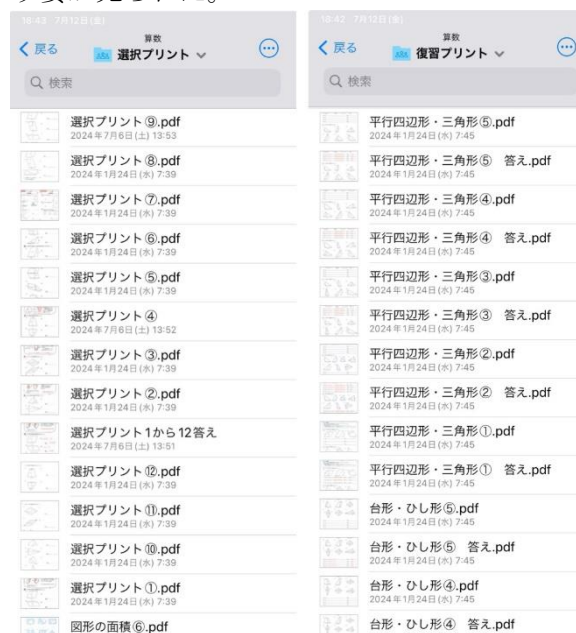 16:43 7月12日(金)
算数
戻る
選択プリント
検索
選択プリント⑨.pdf
2024年7月6日(土) 13:53
選択プリント⑧.pdf
2024年1月24日(水) 7:39
選択プリント⑦.pdf
2024年1月24日(水) 7:39
選択プリント⑥.pdf
2024年1月24日(水) 7:39
選択プリント⑤.pdf
2024年1月24日(水) 7:39
選択プリント④
2024年7月6日(土) 13:52
選択プリント③.pdf
2024年1月24日(水) 7:39
選択プリント②.pdf
2024年1月24日(水) 7:39
選択プリント1から12答え
2024年7月6日(土) 13:51
選択プリント⑫.pdf
2024年1月24日(水) 7:39
選択プリント⑪.pdf
2024年1月24日(水) 7:39
選択プリント⑩.pdf
2024年1月24日(水) 7:39
選択プリント①.pdf
2024年1月24日(水) 7:39
図形の面積⑥.pdf
16:42 7月12日(金)
算数
戻る
復習プリント
検索
平行四辺形・三角形⑤.pdf
2024年1月24日(水) 7:45
平行四辺形・三角形⑤ 答え.pdf
2024年1月24日(水) 7:45
平行四辺形・三角形④.pdf
2024年1月24日(水) 7:45
平行四辺形・三角形④ 答え.pdf
2024年1月24日(水) 7:45
平行四辺形・三角形③.pdf
2024年1月24日(水) 7:45
平行四辺形・三角形③ 答え.pdf
2024年1月24日(水) 7:45
平行四辺形・三角形②.pdf
2024年1月24日(水) 7:45
平行四辺形・三角形② 答え.pdf
2024年1月24日(水) 7:45
平行四辺形・三角形①.pdf
2024年1月24日(水) 7:45
平行四辺形・三角形① 答え.pdf
2024年1月24日(水) 7:45
台形・ひし形⑤.pdf
2024年1月24日(水) 7:45
台形・ひし形⑤ 答え.pdf
2024年1月24日(水) 7:45
台形・ひし形④.pdf
2024年1月24日(水) 7:45
台形・ひし形④ 答え.pdf